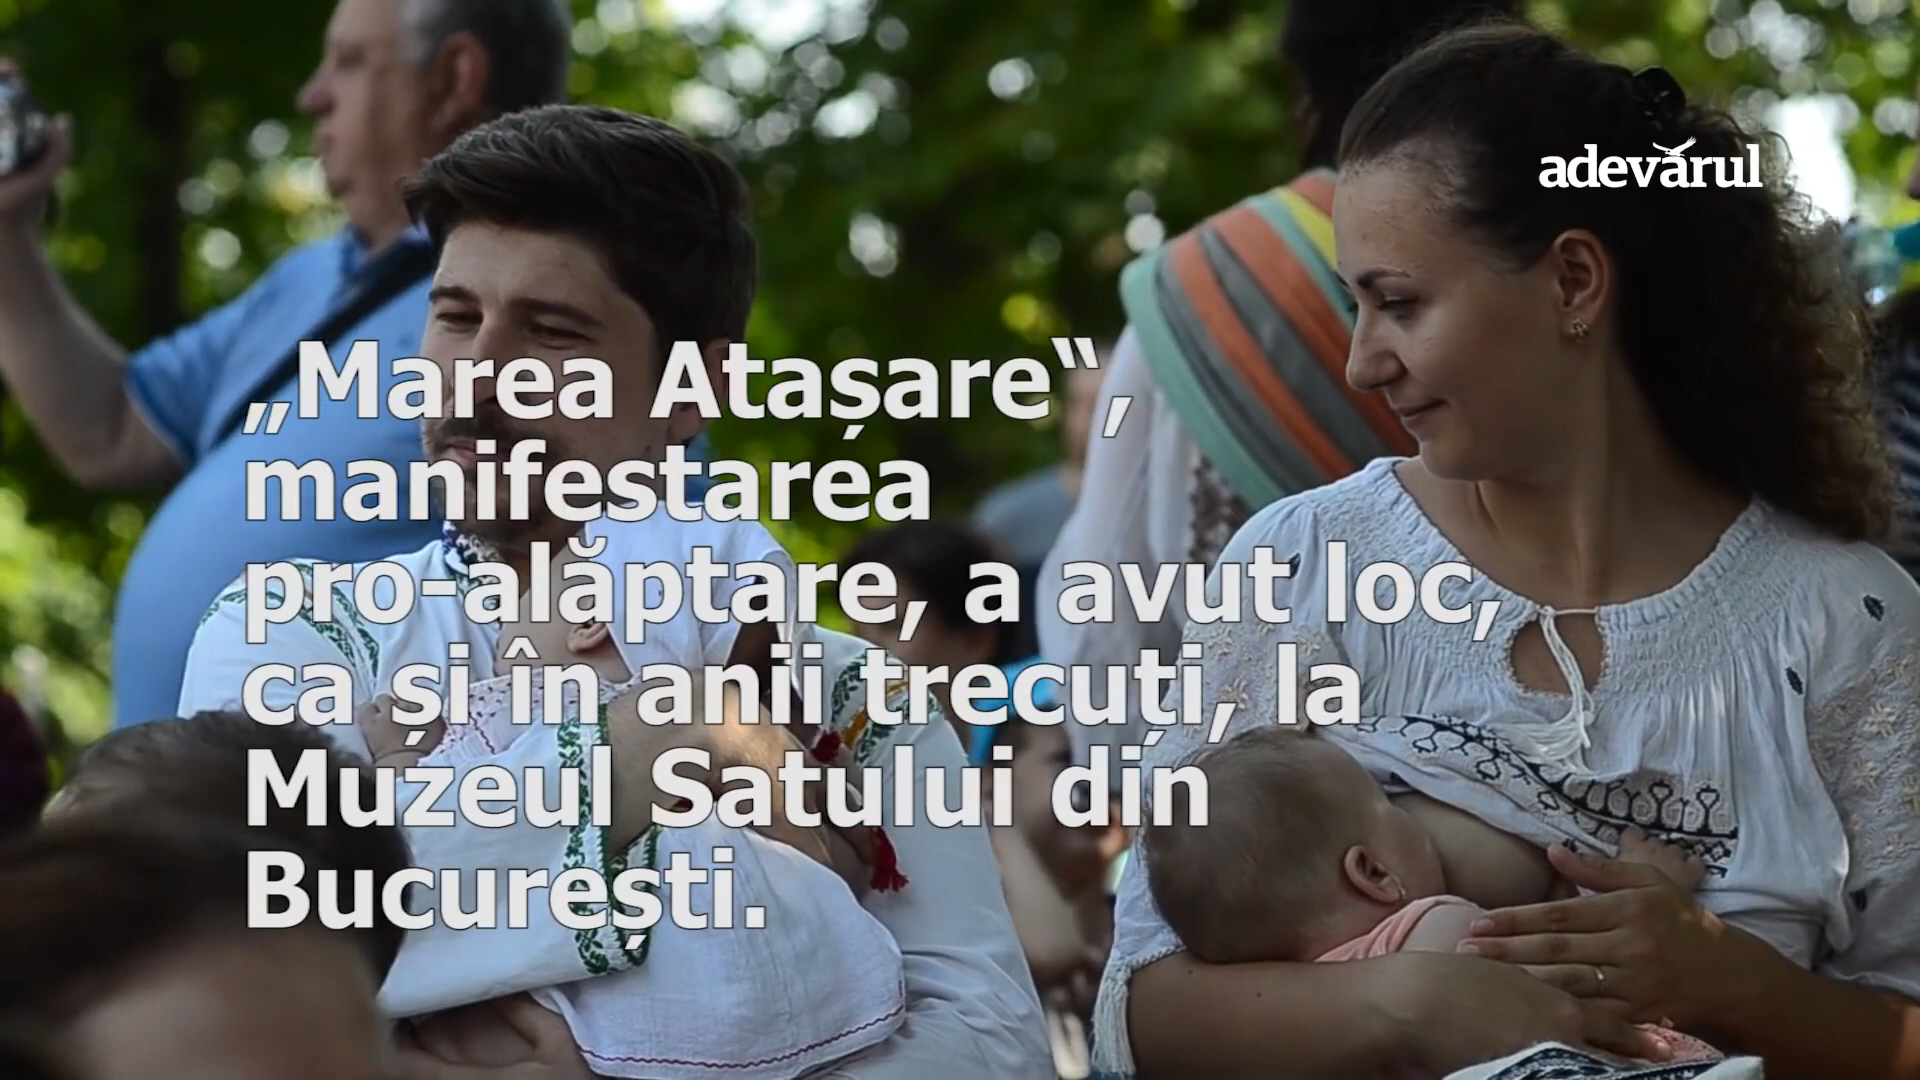 adevărul
„Marea Atașare“,
manifestarea
pro-alăptare, a avut loc,
ca și în anii trecuți, la
Muzeul Satului din
București.